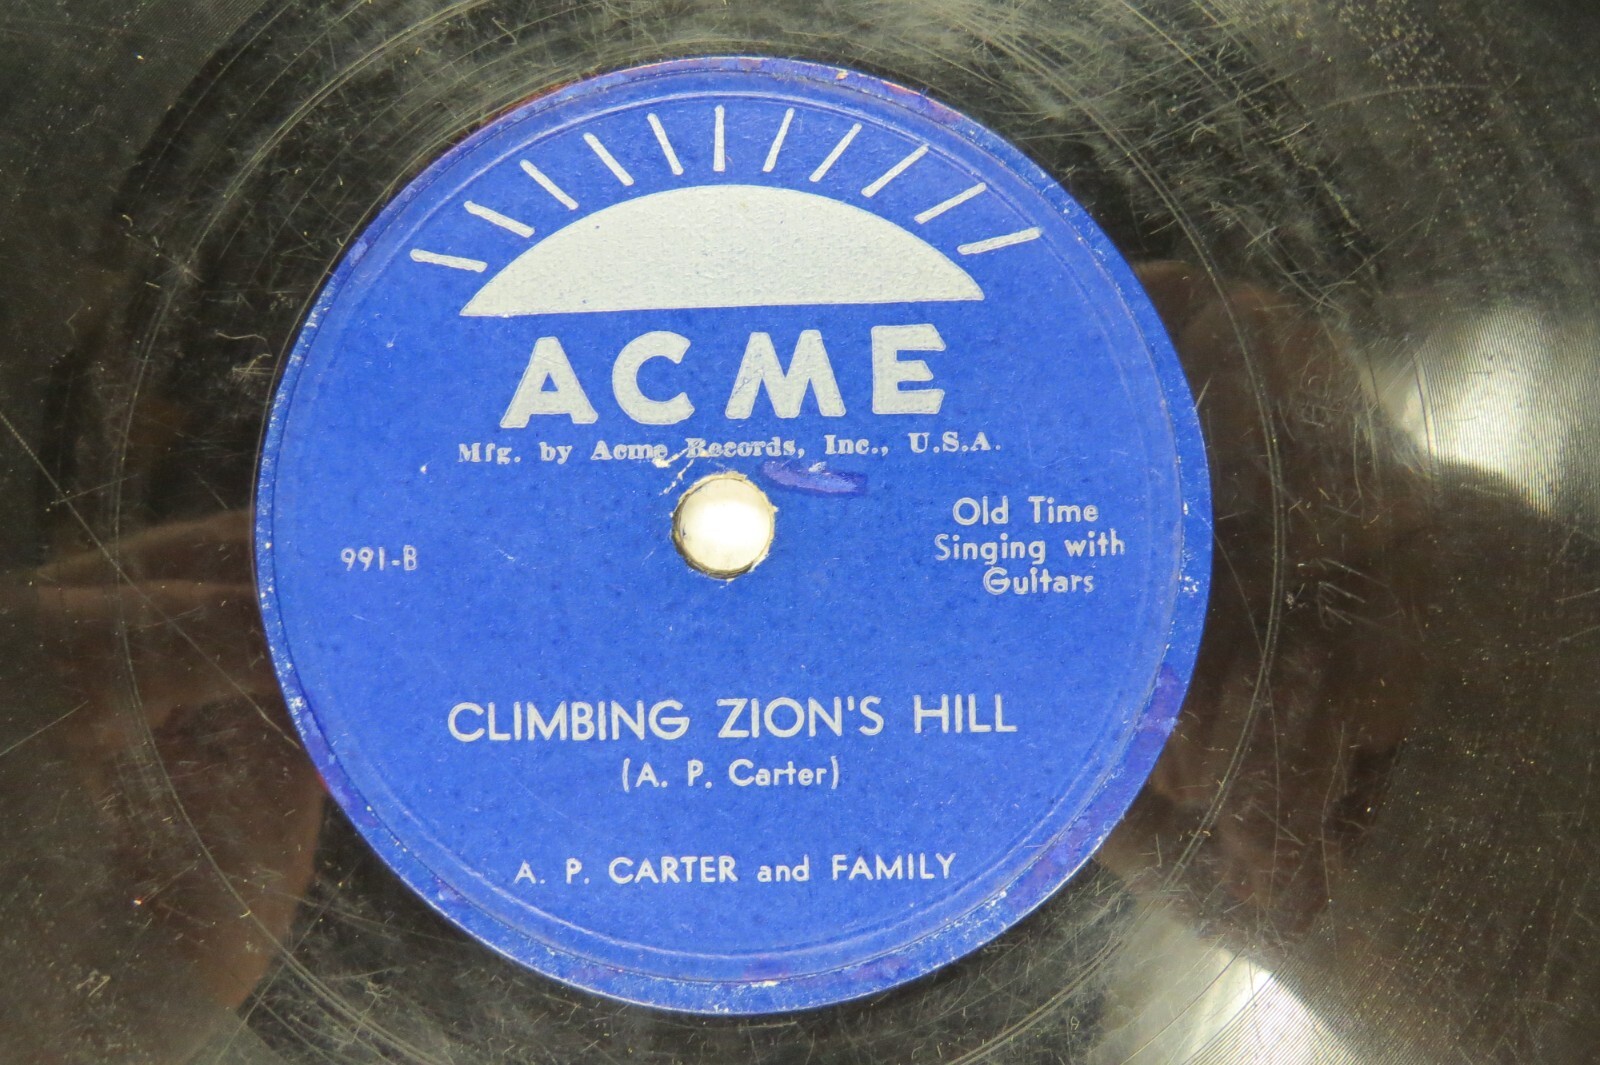 ACME
Mfg. by Acme Records, Inc., U.S.A.
Old Time
Singing with
Guitars
991-B
CLIMBING ZION'S HILL
(A. P. Carter)
A. P. CARTER and FAMILY